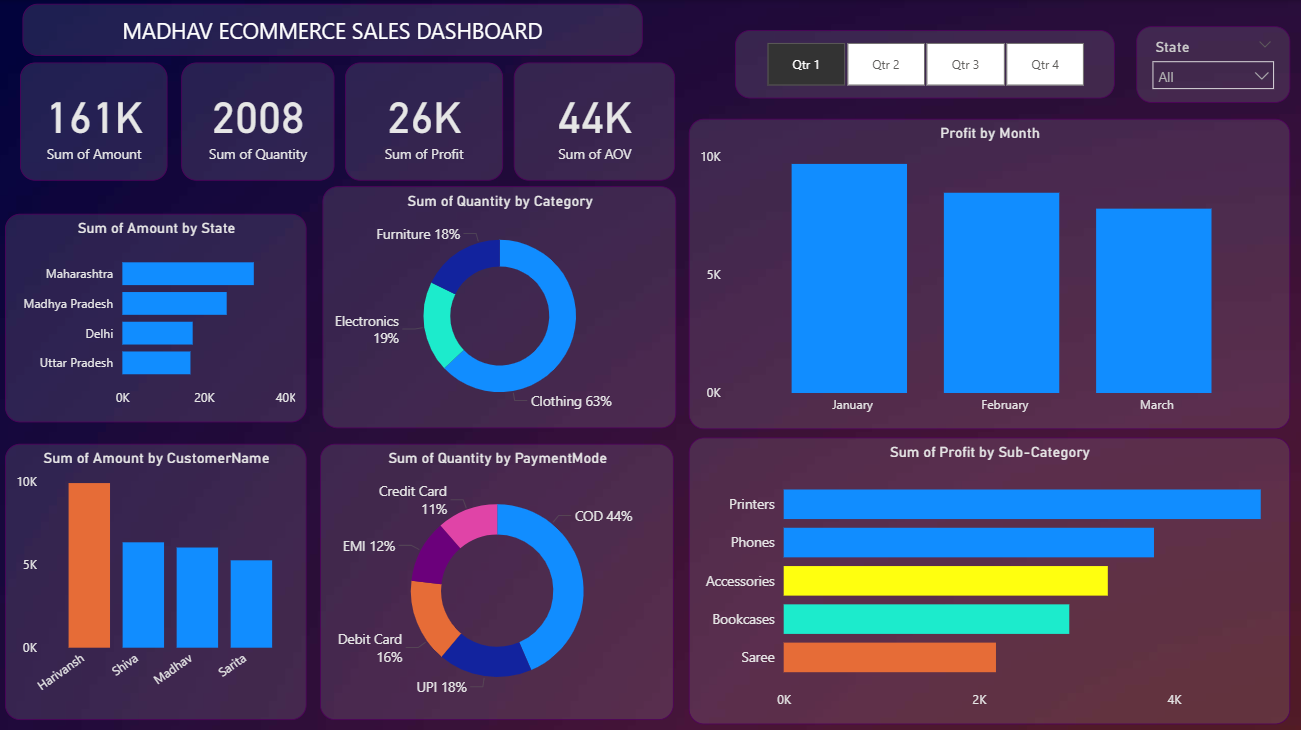 MADHAV ECOMMERCE SALES DASHBOARD
Qtr 1
Qtr 2
Qtr 3
Qtr 4
State
All
161K
Sum of Amount
2008
Sum of Quantity
26K
Sum of Profit
44K
Sum of AOV
Profit by Month
10K
5K
0K
January
February
March
Sum of Amount by State
Maharashtra
Madhya Pradesh
Delhi
Uttar Pradesh
0K
20K
40K
Sum of Quantity by Category
Furniture 18%
Electronics
19%
Clothing 63%
Sum of Amount by CustomerName
10K
5K
0K
Harivansh
Shiva
Madhav
Sarita
Sum of Quantity by PaymentMode
Credit Card
11%
COD 44%
EMI 12%
Debit Card
16%
UPI 18%
Sum of Profit by Sub-Category
Printers
Phones
Accessories
Bookcases
Saree
0K
2K
4K